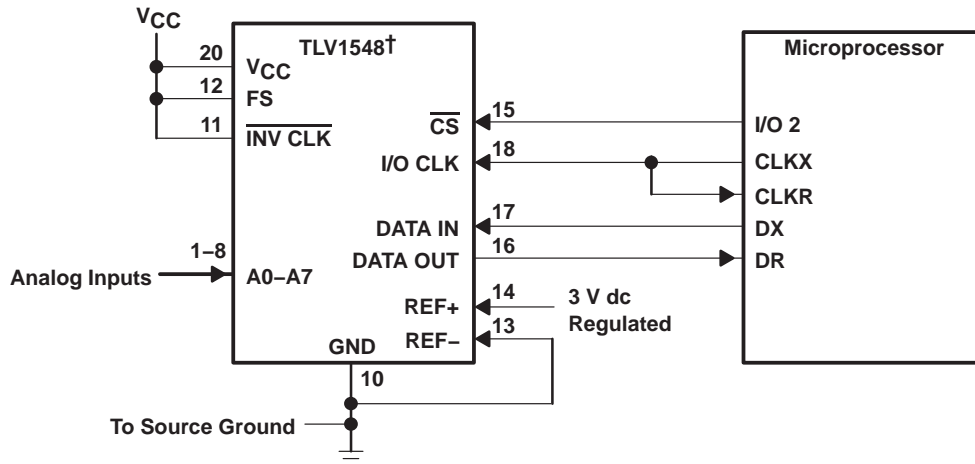 VCC
TLV1548†
Microprocessor
20
VCC
12
FS
11
INV CLK
15
CS
I/O 2
18
I/O CLK
CLKX
CLKR
17
DATA IN
DX
16
DATA OUT
DR
1–8
Analog Inputs
A0–A7
14
REF+
3 V dc
Regulated
13
REF–
GND
10
To Source Ground